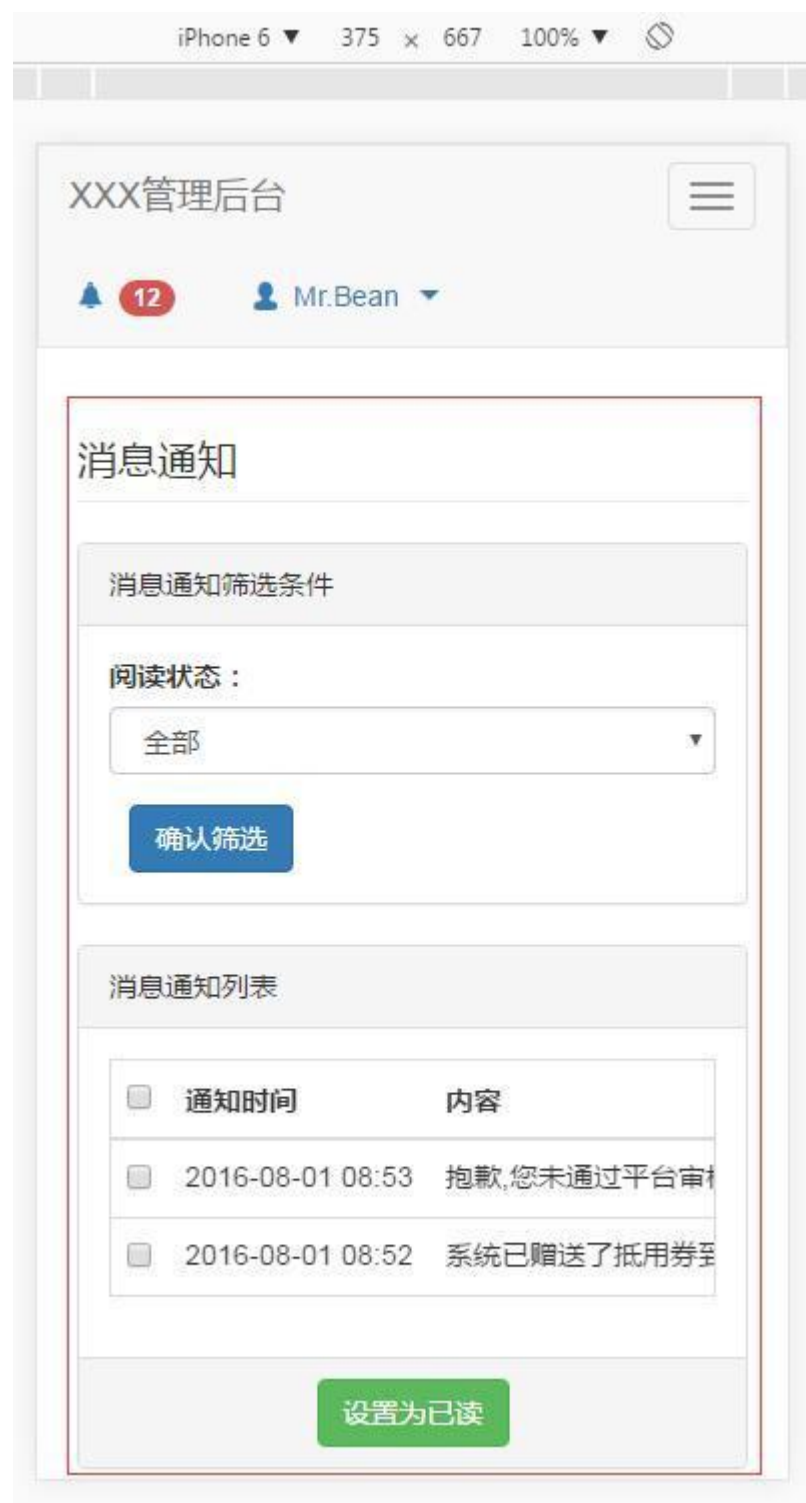 iPhone 6 ▼ 375 × 667 100% ▼
XXX管理后台
12 Mr.Bean
消息通知
消息通知筛选条件
阅读状态：
全部
确认筛选
消息通知列表
通知时间 内容
2016-08-01 08:53 抱歉,您未通过平台审
2016-08-01 08:52 系统已赠送了抵用券至
设置为已读